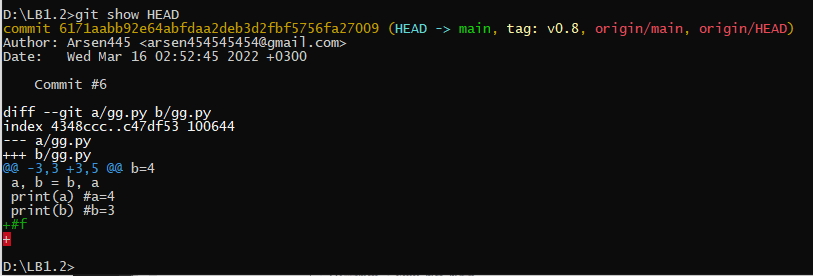 D:\LB1.2>git show HEAD
commit 6171aabb92e64abfdaa2deb3d2fbf5756fa27009 (HEAD -> main, tag: v0.8, origin/main, origin/HEAD)
Author: Arsen445 <arsen454545454@gmail.com>
Date:   Wed Mar 16 02:52:45 2022 +0300

    Commit #6

diff --git a/gg.py b/gg.py
index 4348ccc..c47df53 100644
--- a/gg.py
+++ b/gg.py
@@ -3,3 +3,5 @@ b=4
 a, b = b, a
 print(a) #a=4
 print(b) #b=3
+#f
+

D:\LB1.2>